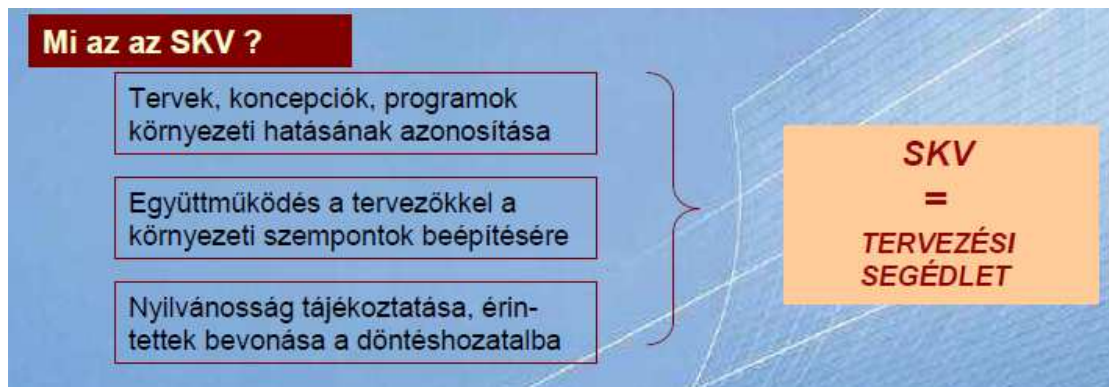 Mi az az SKV ?
Tervek, koncepciók, programok
környezeti hatásának azonosítása
Együttműködés a tervezőkkel a
környezeti szempontok beépítésére
Nyilvánosság tájékoztatása, érin-
tettek bevonása a döntéshozatalba
SKV
=
TERVEZÉSI
SEGÉDLET